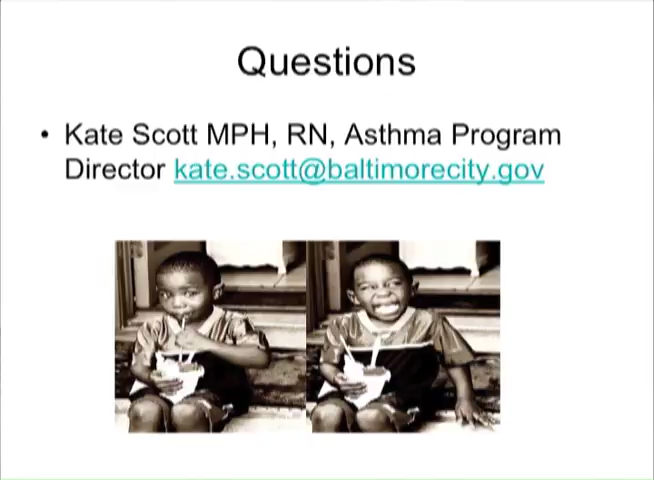 Questions
• Kate Scott MPH, RN, Asthma Program
Director kate.scott@baltimorecity.gov